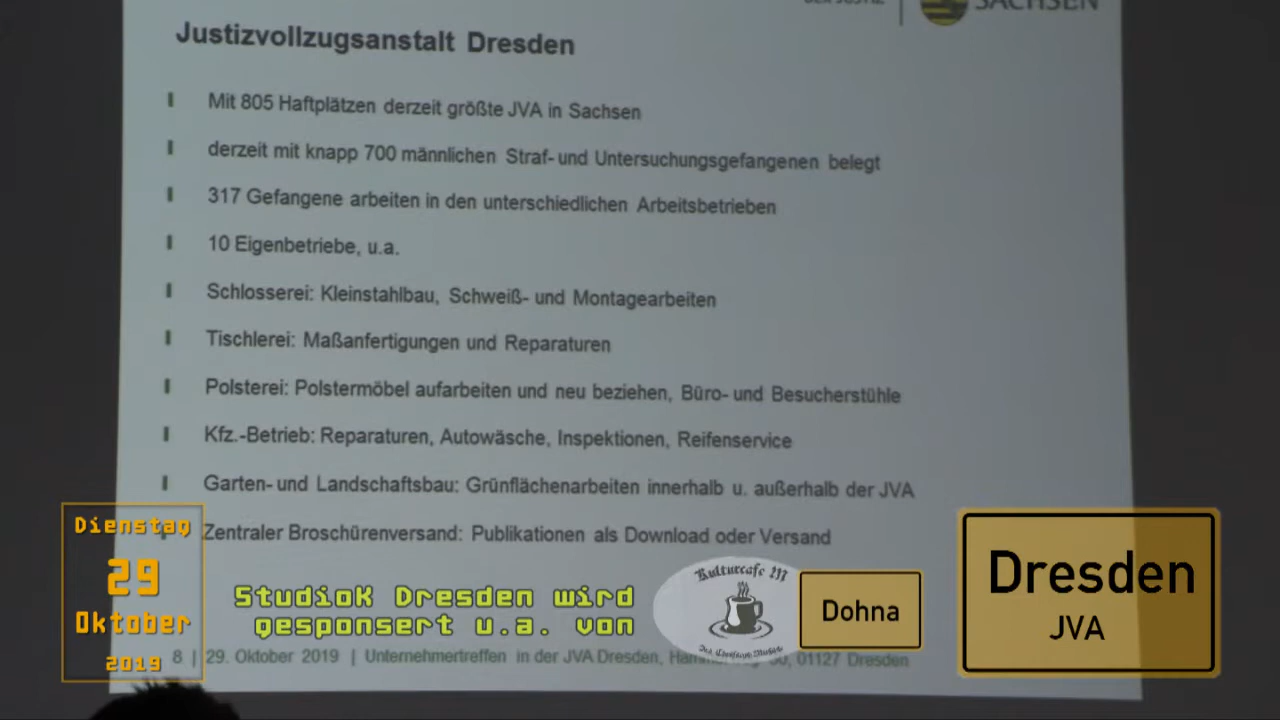 SACHSEN
Justizvollzugsanstalt Dresden
Mit 805 Haftplätzen derzeit größte JVA in Sachsen
derzeit mit knapp 700 männlichen Straf- und Untersuchungsgefangenen belegt
317 Gefangene arbeiten in den unterschiedlichen Arbeitsbetrieben
10 Eigenbetriebe, u.a.
Schlosserei: Kleinstahlbau, Schweiß- und Montagearbeiten
Tischlerei: Maßanfertigungen und Reparaturen
Polsterei: Polstermöbel aufarbeiten und neu beziehen, Büro- und Besucherstühle
Kfz.-Betrieb: Reparaturen, Autowäsche, Inspektionen, Reifenservice
Garten- und Landschaftsbau: Grünflächenarbeiten innerhalb u. außerhalb der JVA
Zentraler Broschürenversand: Publikationen als Download oder Versand
8 | 29. Oktober 2019 | Unternehmertreffen in der JVA Dresden, 01127 Dresden
Dienstag
29
Oktober
2019
StudioK Dresden wird
gesponsert u.a. von
Kulturcafe
Dohna
Dresden
JVA